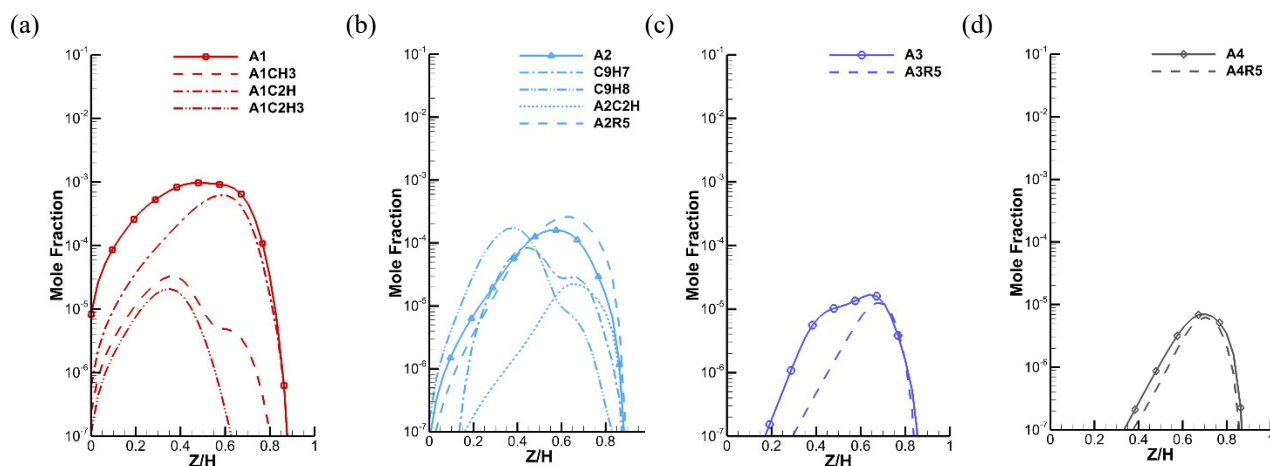 (a)
10^-1
10^-2
10^-3
10^-4
10^-5
10^-6
10^-7
Mole Fraction
A1
A1CH3
A1C2H
A1C2H3
0 0.2 0.4 0.6 0.8 1
Z/H
(b)
10^-1
10^-2
10^-3
10^-4
10^-5
10^-6
10^-7
Mole Fraction
A2
C9H7
C9H8
A2C2H
A2R5
0 0.2 0.4 0.6 0.8
Z/H
(c)
10^-1
10^-2
10^-3
10^-4
10^-5
10^-6
10^-7
Mole Fraction
A3
A3R5
0 0.2 0.4 0.6 0.8 1
Z/H
(d)
10^-1
10^-2
10^-3
10^-4
10^-5
10^-6
10^-7
Mole Fraction
A4
A4R5
0 0.2 0.4 0.6 0.8 1
Z/H